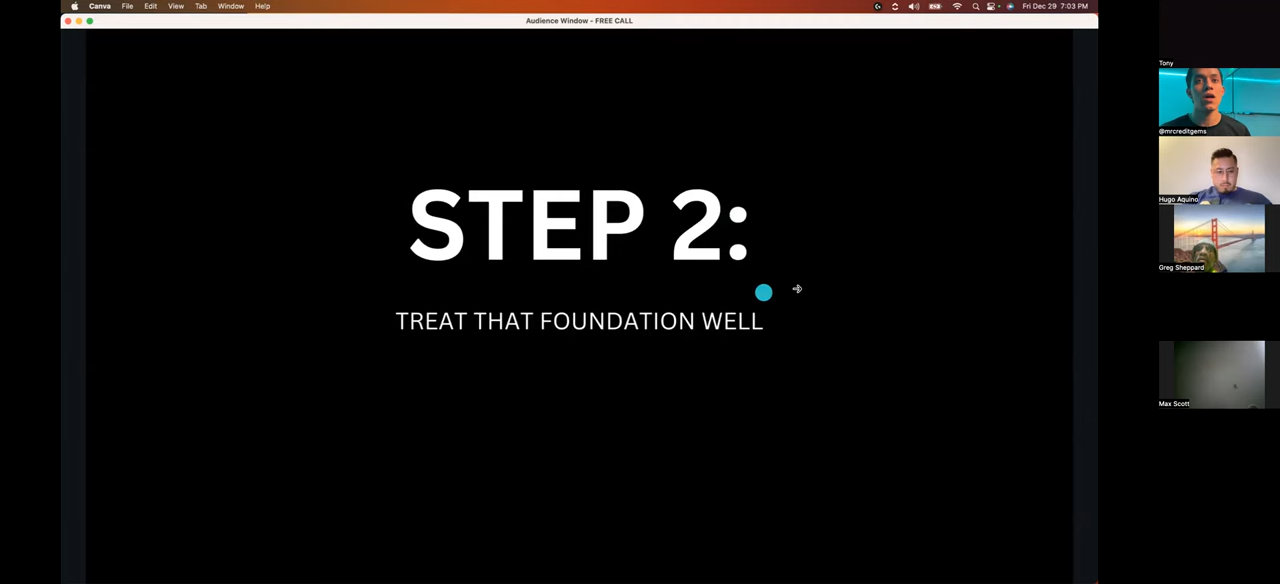 Canva File Edit View Tab Window Help
Fri Dec 29 7:03 PM
Audience Window - FREE CALL
STEP 2:
TREAT THAT FOUNDATION WELL
Tony
@mrcreditgems
Hugo Aquino
Greg Sheppard
Max Scott